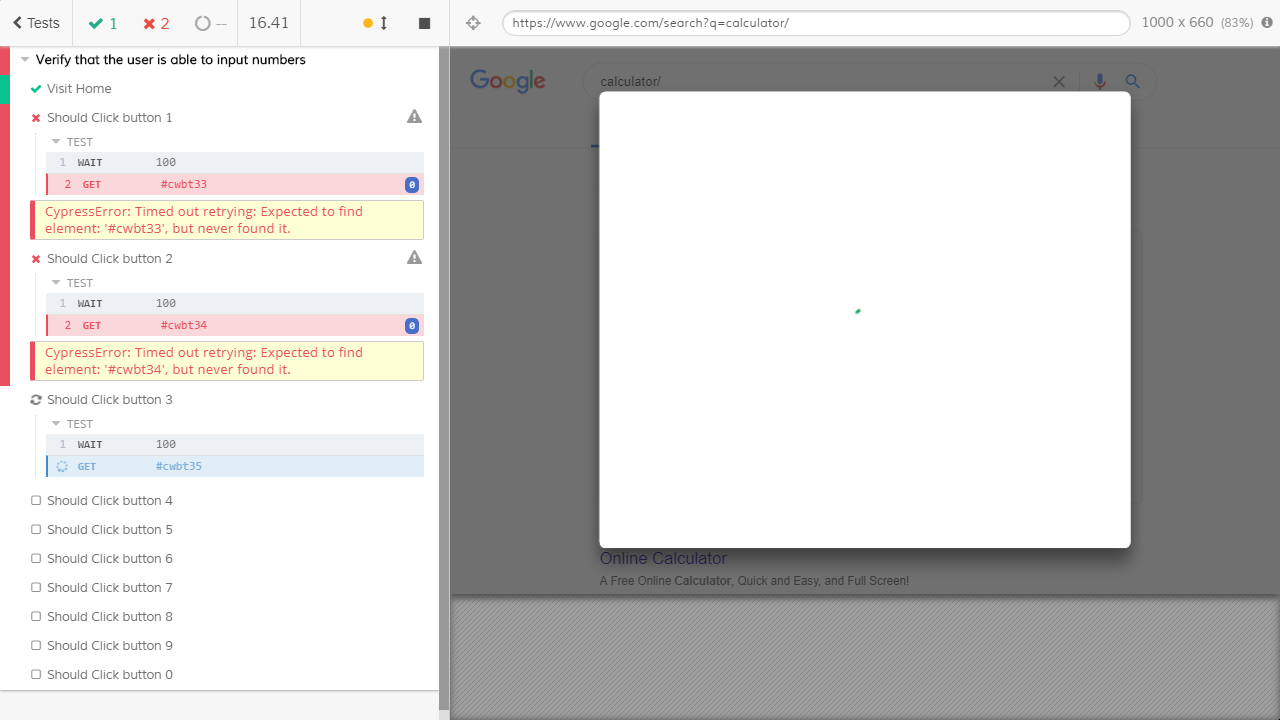 Tests
1
2
--
16.41
https://www.google.com/search?q=calculator/
1000 x 660 (83%)
Verify that the user is able to input numbers
Visit Home
Should Click button 1
TEST
1 WAIT 100
2 GET #cwbt33 0
CypressError: Timed out retrying: Expected to find
element: '#cwbt33', but never found it.
Should Click button 2
TEST
1 WAIT 100
2 GET #cwbt34 0
CypressError: Timed out retrying: Expected to find
element: '#cwbt34', but never found it.
Should Click button 3
TEST
1 WAIT 100
GET #cwbt35
Should Click button 4
Should Click button 5
Should Click button 6
Should Click button 7
Should Click button 8
Should Click button 9
Should Click button 0
Google
calculator/
Online Calculator
A Free Online Calculator, Quick and Easy, and Full Screen!